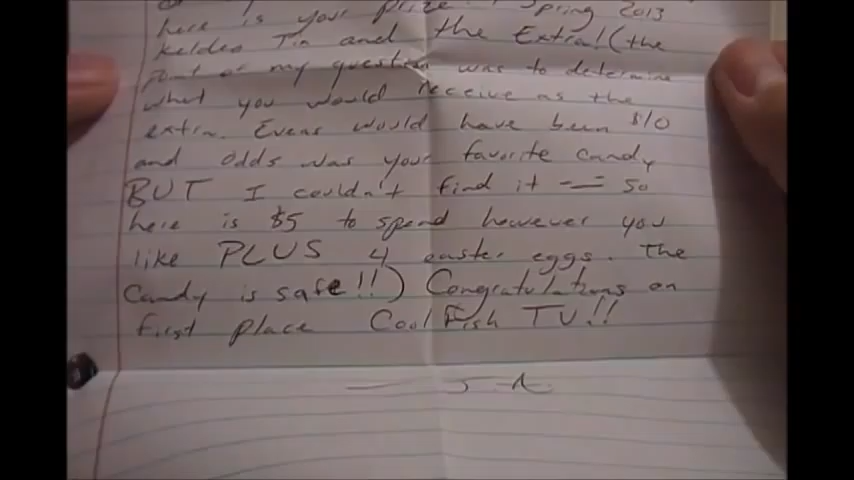 here is your prize Spring 2013
Keldeo Tin and the Extra! (the
point of my question was to determine
what you would receive as the
extra. Evens would have been $10
and odds was your favorite candy
BUT I couldn't find it — so
here is $5 to spend however you
like PLUS 4 easter eggs. The
Candy is safe!!) Congratulations on
first place CoolFish TV!!